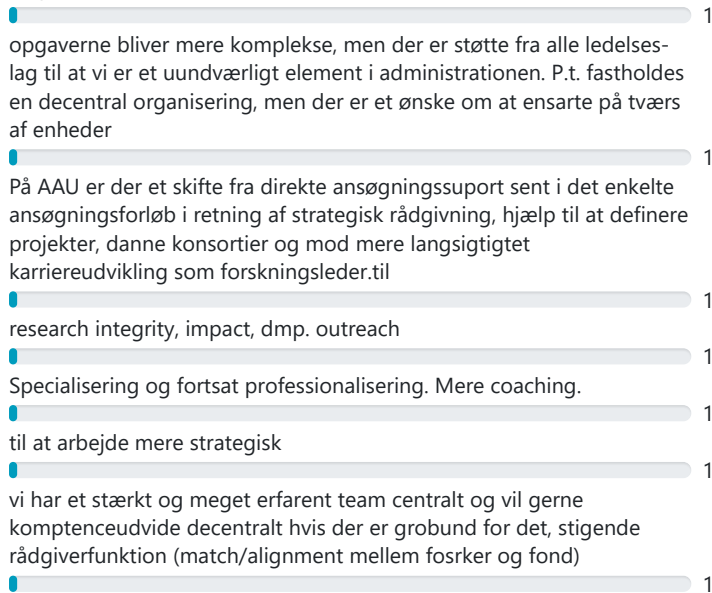 1
opgaverne bliver mere komplekse, men der er støtte fra alle ledelses-
lag til at vi er et uundværligt element i administrationen. P.t. fastholdes
en decentral organisering, men der er et ønske om at ensarte på tværs
af enheder
1
På AAU er der et skifte fra direkte ansøgningssuport sent i det enkelte
ansøgningsforløb i retning af strategisk rådgivning, hjælp til at definere
projekter, danne konsortier og mod mere langsigtigtet
karriereudvikling som forskningsleder.til
1
research integrity, impact, dmp. outreach
1
Specialisering og fortsat professionalisering. Mere coaching.
1
til at arbejde mere strategisk
1
vi har et stærkt og meget erfarent team centralt og vil gerne
komptenceudvide decentralt hvis der er grobund for det, stigende
rådgiverfunktion (match/alignment mellem fosrker og fond)
1